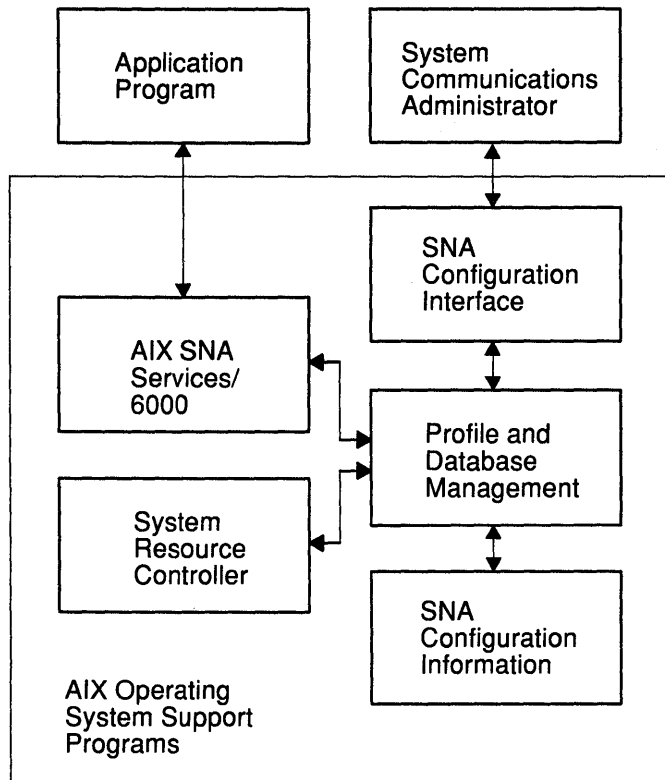 Application
Program
System
Communications
Administrator
SNA
Configuration
Interface
AIX SNA
Services/
6000
Profile and
Database
Management
System
Resource
Controller
SNA
Configuration
Information
AIX Operating
System Support
Programs